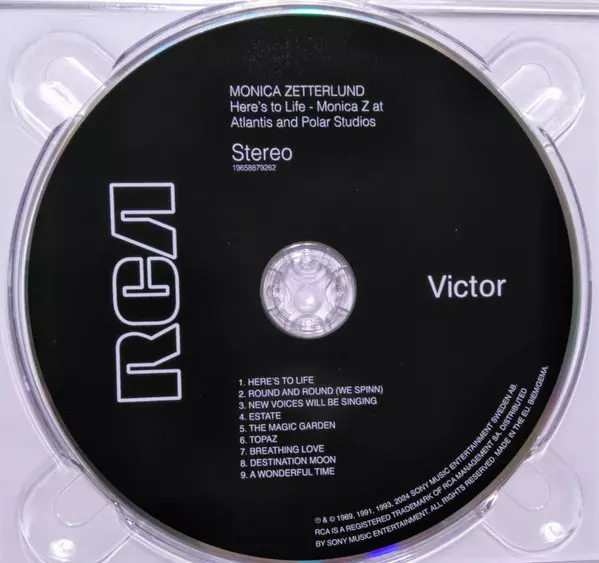 MONICA ZETTERLUND
Here's to Life - Monica Z at
Atlantis and Polar Studios
Stereo
19658879262
RCA
Victor
1. HERE'S TO LIFE
2. ROUND AND ROUND (WE SPINN)
3. NEW VOICES WILL BE SINGING
4. ESTATE
5. THE MAGIC GARDEN
6. TOPAZ
7. BREATHING LOVE
8. DESTINATION MOON
9. A WONDERFUL TIME
℗ & © 1989, 1991, 1993, 2024 SONY MUSIC ENTERTAINMENT SWEDEN AB.
RCA IS A REGISTERED TRADEMARK OF RCA MANAGEMENT SA. DISTRIBUTED
BY SONY MUSIC ENTERTAINMENT. ALL RIGHTS RESERVED. MADE IN THE EU. BIEM/GEMA.